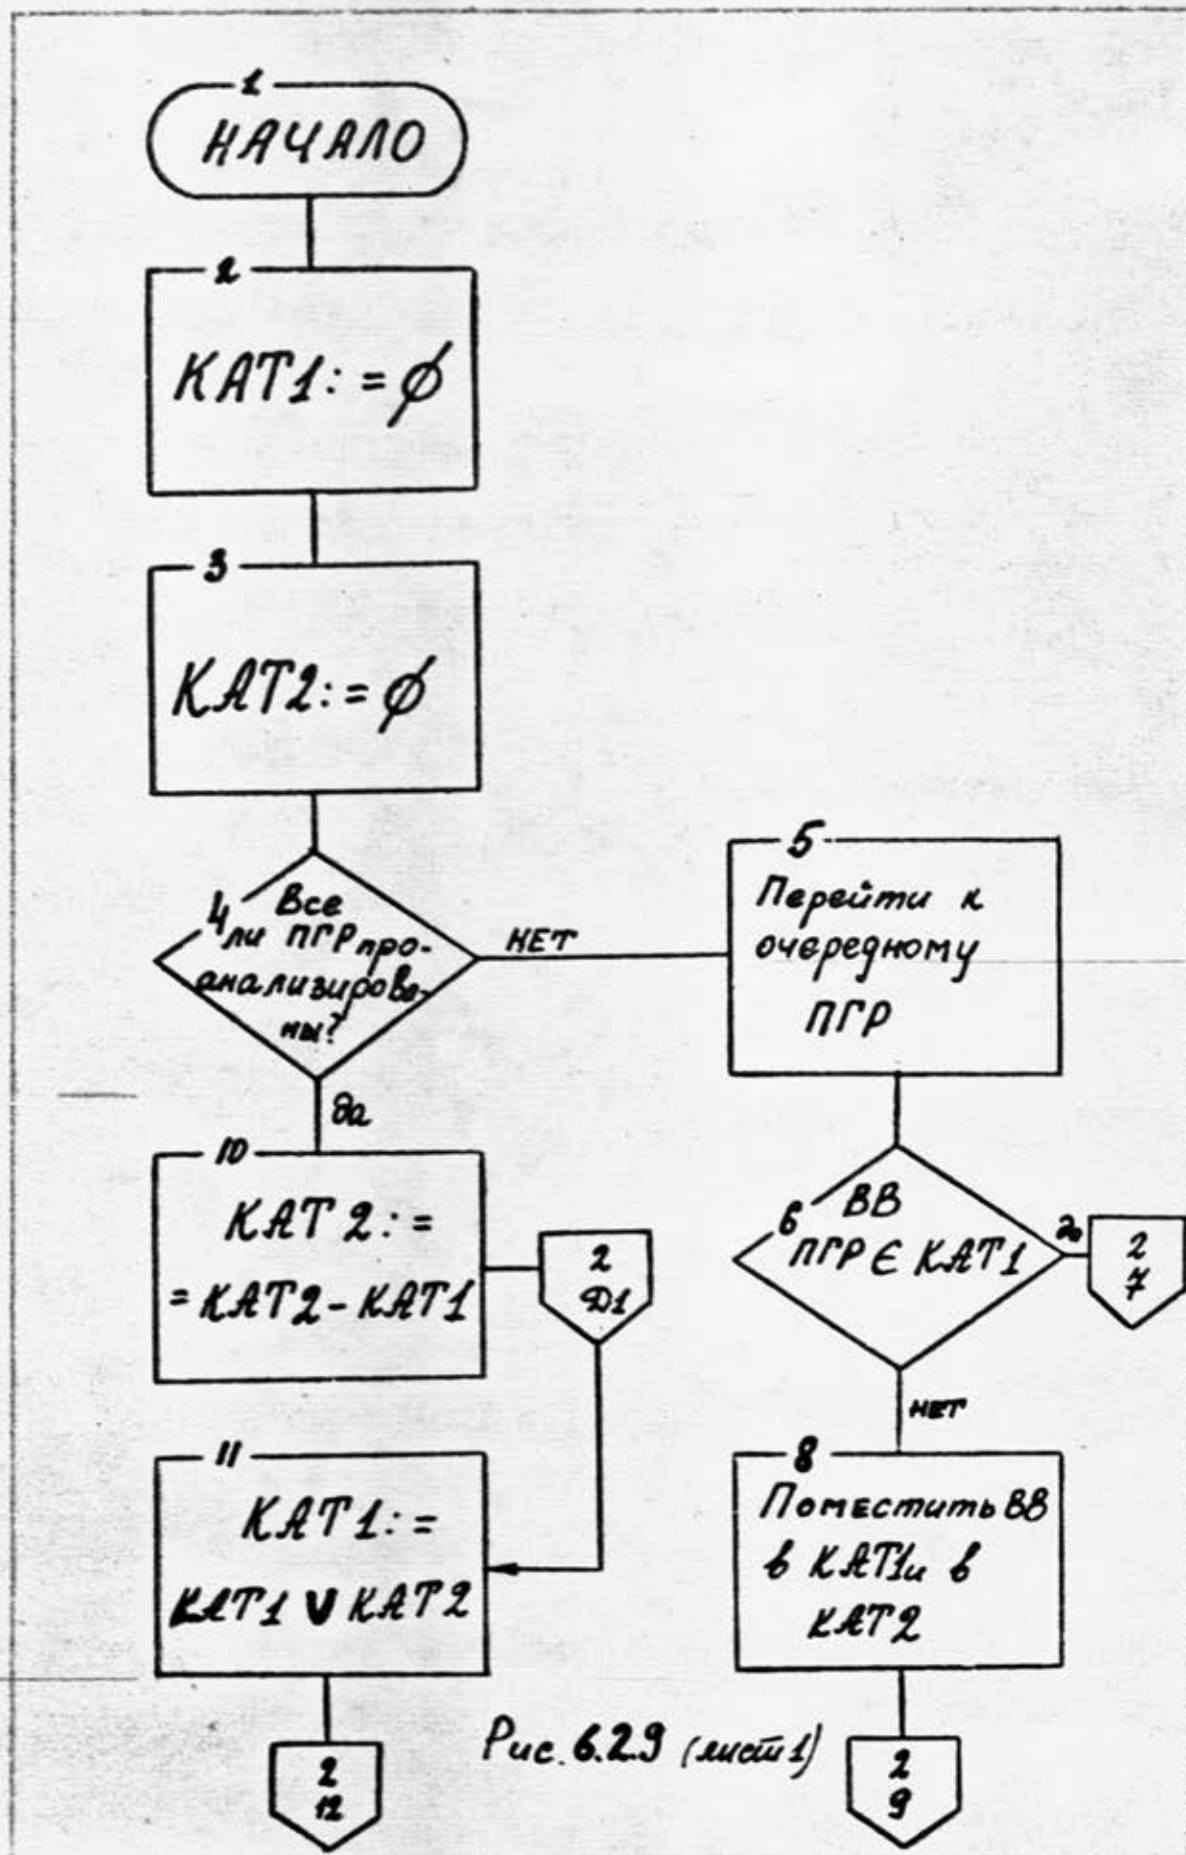 1
НАЧАЛО
2
КАТ1:=∅
3
КАТ2:=∅
4
Все
ли ПГР про-
анализирова-
ны?
НЕТ
да
5
Перейти к
очередному
ПГР
6
ВВ
ПГР ∈ КАТ1
да
2
7
НЕТ
8
Поместить ВВ
в КАТ1 и в
КАТ2
2
9
10
КАТ2:=
=КАТ2-КАТ1
2
Д1
11
КАТ1:=
КАТ1 ∪ КАТ2
2
12
Рис. 6.2.9 (лист 1)